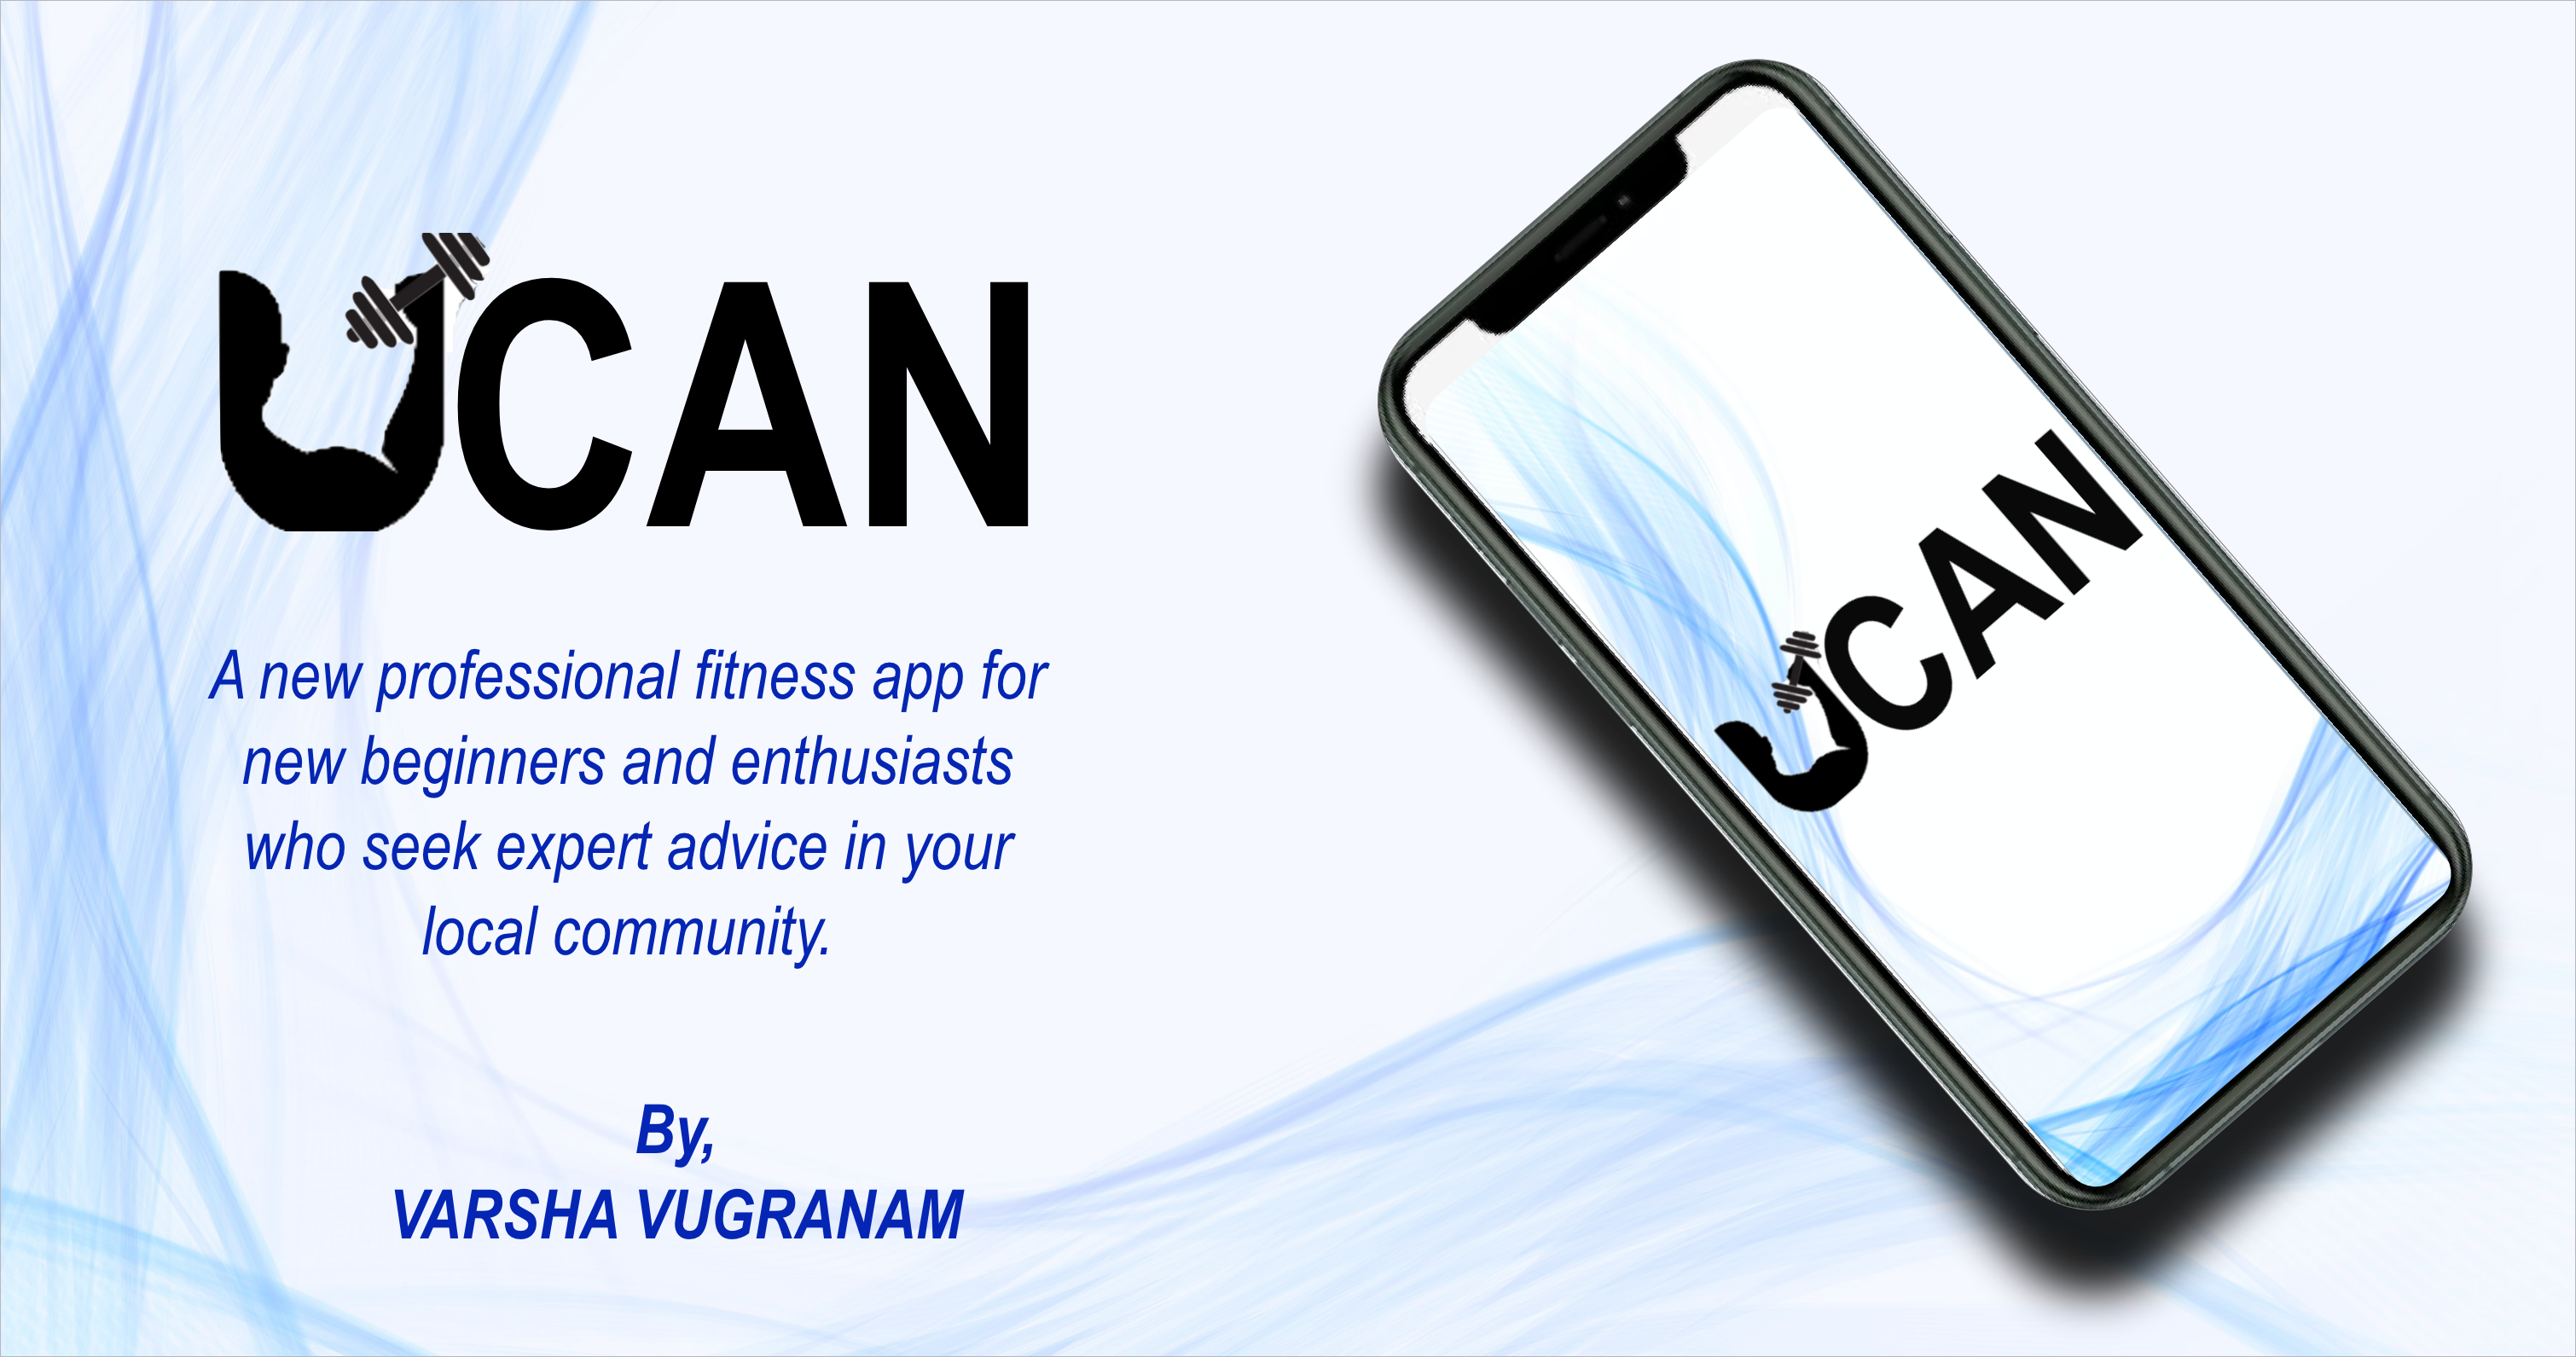 UCAN
A new professional fitness app for
new beginners and enthusiasts
who seek expert advice in your
local community.
By,
VARSHA VUGRANAM
UCAN